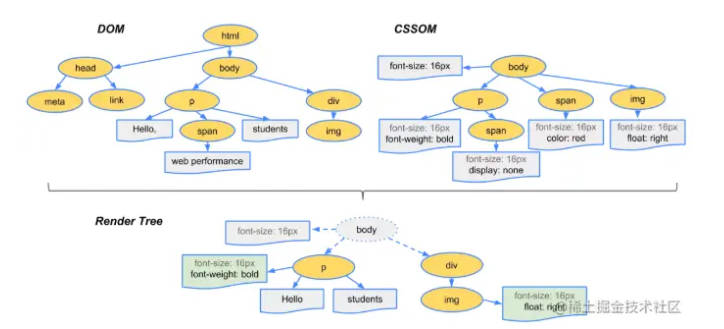 DOM
html
head
body
meta
link
p
div
Hello,
span
students
img
web performance
CSSOM
font-size: 16px
body
p
span
img
font-size: 16px
font-weight: bold
span
font-size: 16px
color: red
font-size: 16px
float: right
font-size: 16px
display: none
Render Tree
font-size: 16px
body
font-size: 16px
font-weight: bold
p
div
Hello
students
img
font-size: 16px
float: right
@稀土掘金技术社区